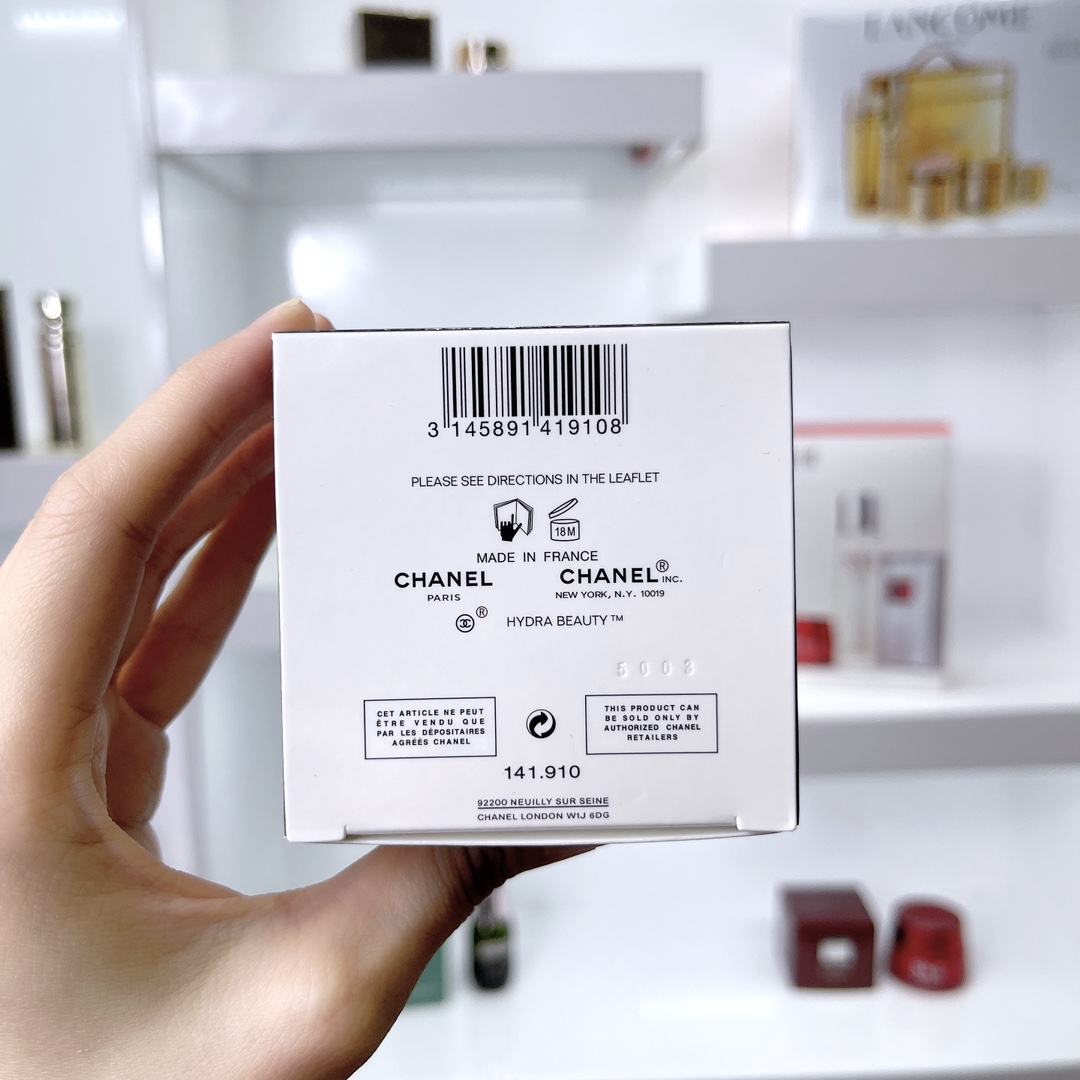 LANCÔME
3 145891 419108
PLEASE SEE DIRECTIONS IN THE LEAFLET
18M
MADE IN FRANCE
CHANEL
PARIS
CHANEL® INC.
NEW YORK, N.Y. 10019
® HYDRA BEAUTY™
5003
CET ARTICLE NE PEUT
ÊTRE VENDU QUE
PAR LES DÉPOSITAIRES
AGRÉÉS CHANEL
THIS PRODUCT CAN
BE SOLD ONLY BY
AUTHORIZED CHANEL
RETAILERS
141.910
92200 NEUILLY SUR SEINE
CHANEL LONDON W1J 6DG